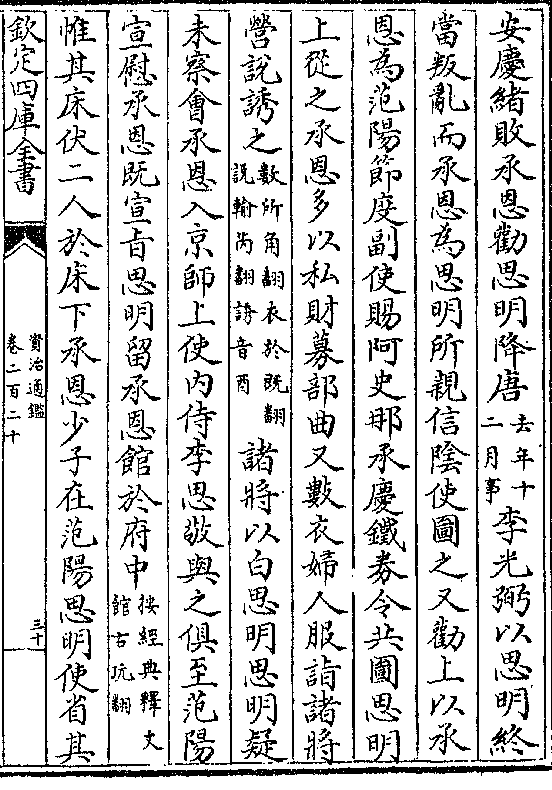 安慶緒敗承恩勸思明降唐去年十二月事李光弼以思明終
當叛亂而承恩為思明所親信陰使圖之又勸上以承
恩為范陽節度副使賜阿史那承慶鐵券令共圖思明
上從之承恩多以私財募部曲又數衣婦人服詣諸將
營說誘之數所角翻衣於既翻說輸芮翻誘音酉諸將以白思明思明疑
未察會承恩入京師上使内侍李思敬與之俱至范陽
宣慰承恩既宣旨思明留承恩館於府中按經典釋文館古玩翻
惟其床伏二人於床下承恩少子在范陽思明使省其
欽定四庫全書
資治通鑑
卷二百二十
三十